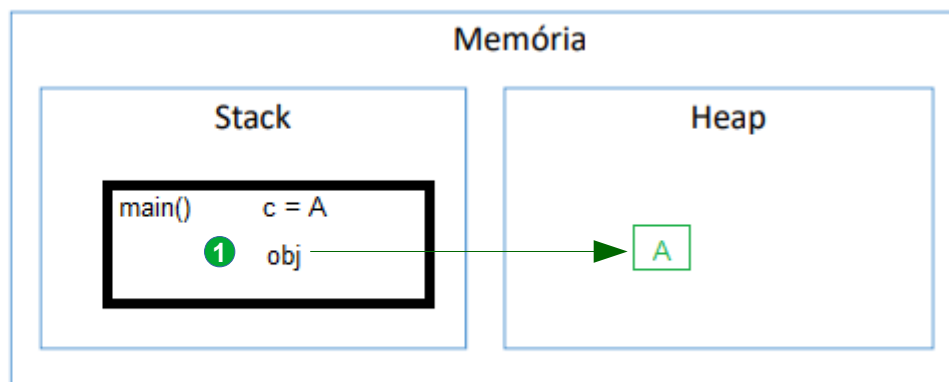 Memória
Stack
Heap
main() c = A
1 obj
A